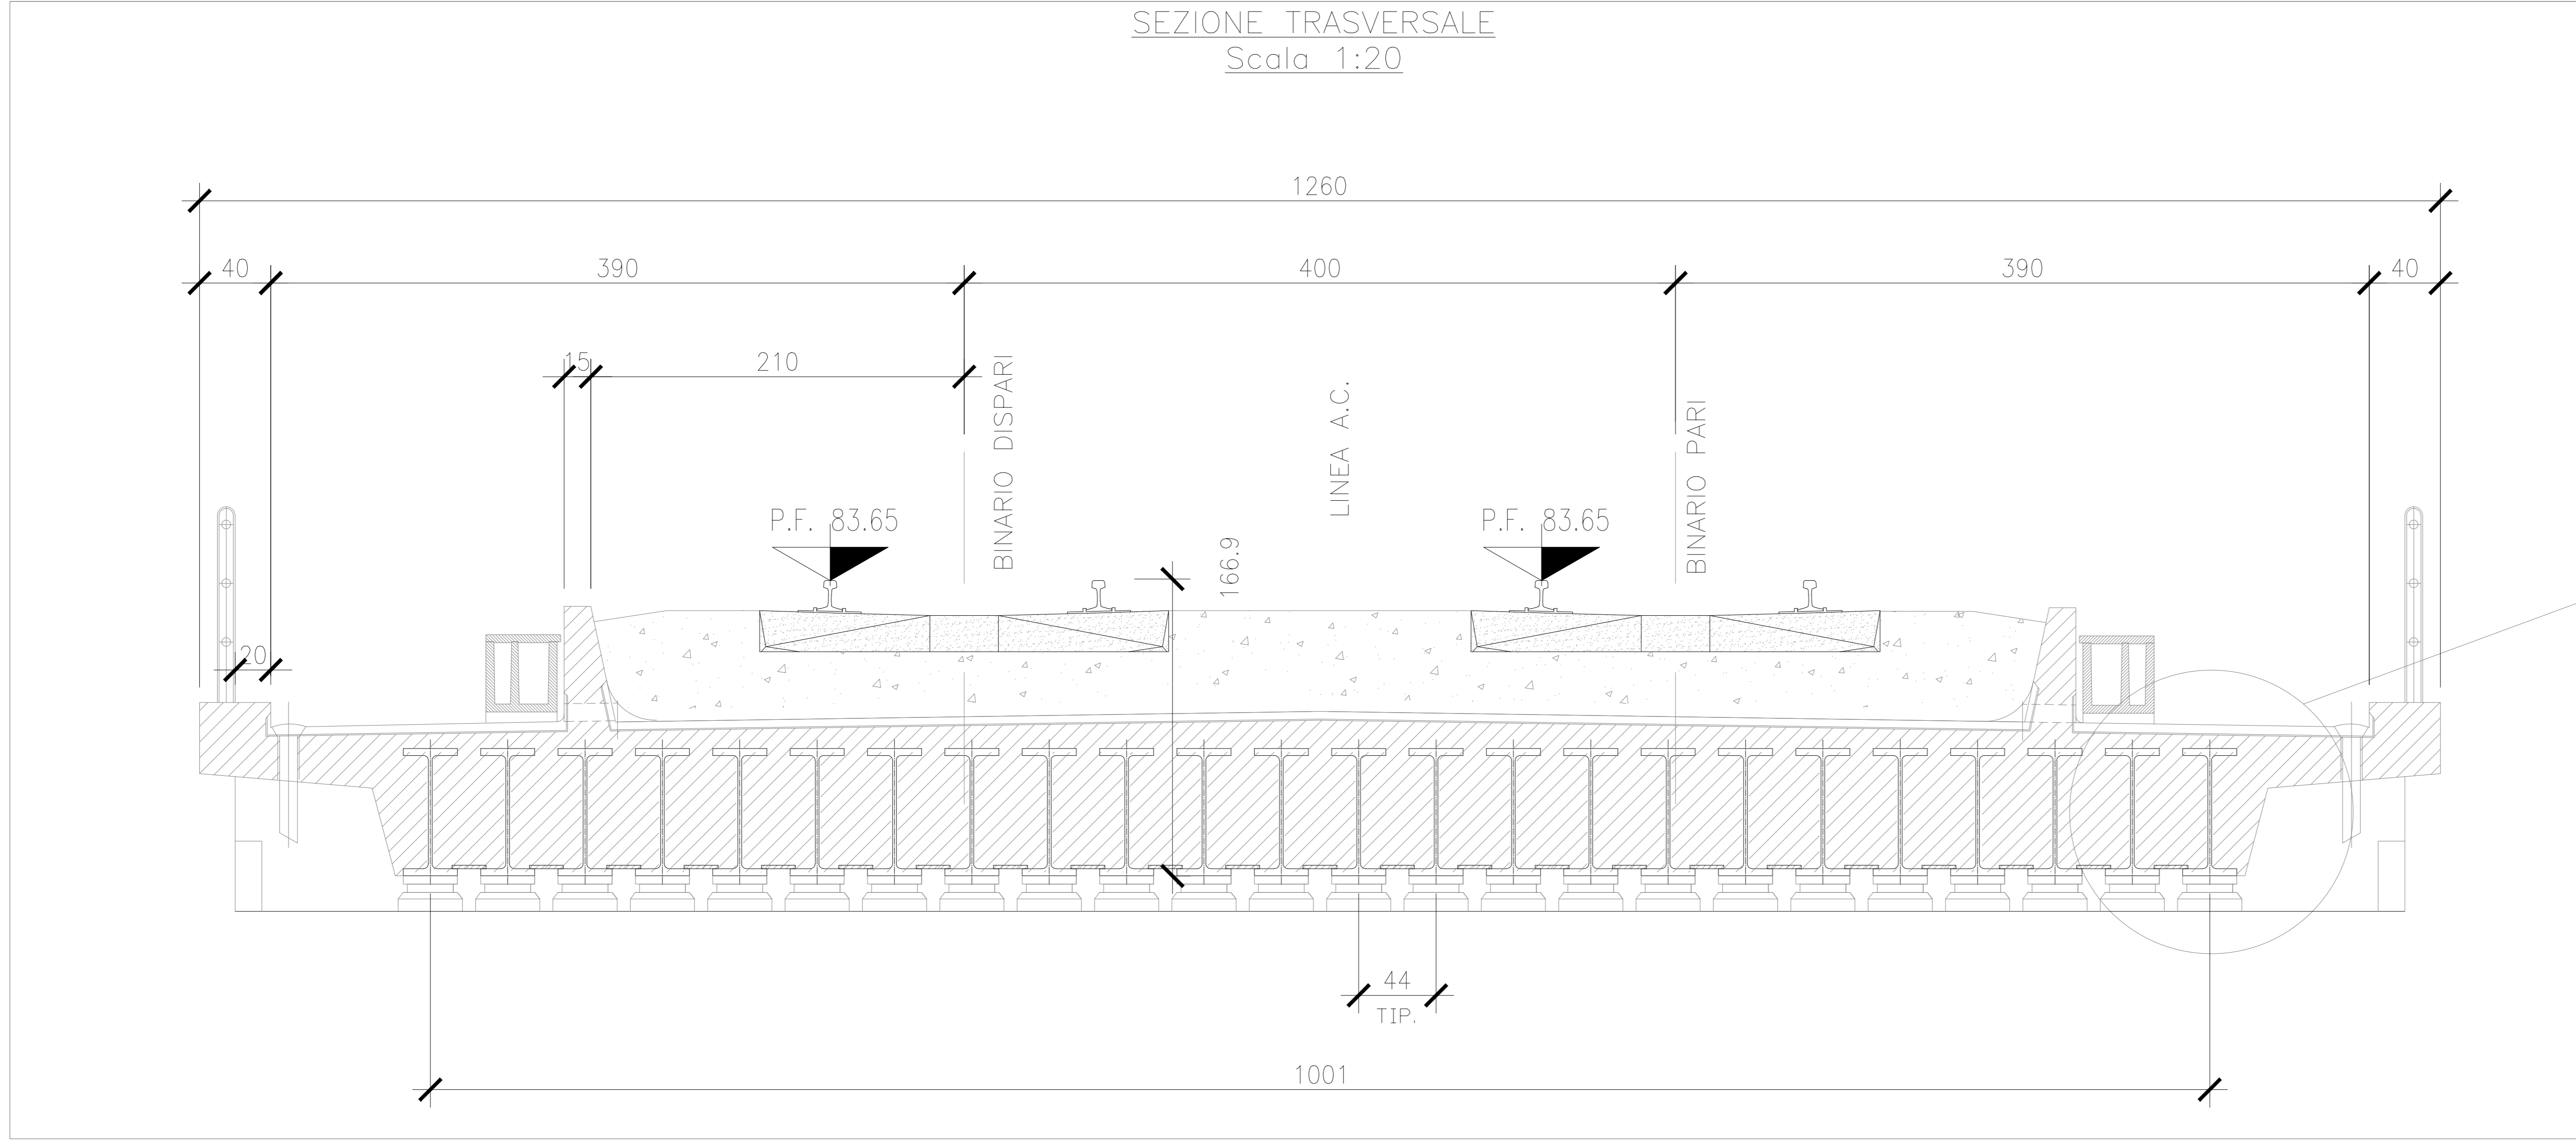 SEZIONE TRASVERSALE
Scala 1:20
1260
40
390
400
390
40
15
210
BINARIO DISPARI
LINEA A.C.
BINARIO PARI
P.F. 83.65
P.F. 83.65
166.9
20
44
TIP.
1001